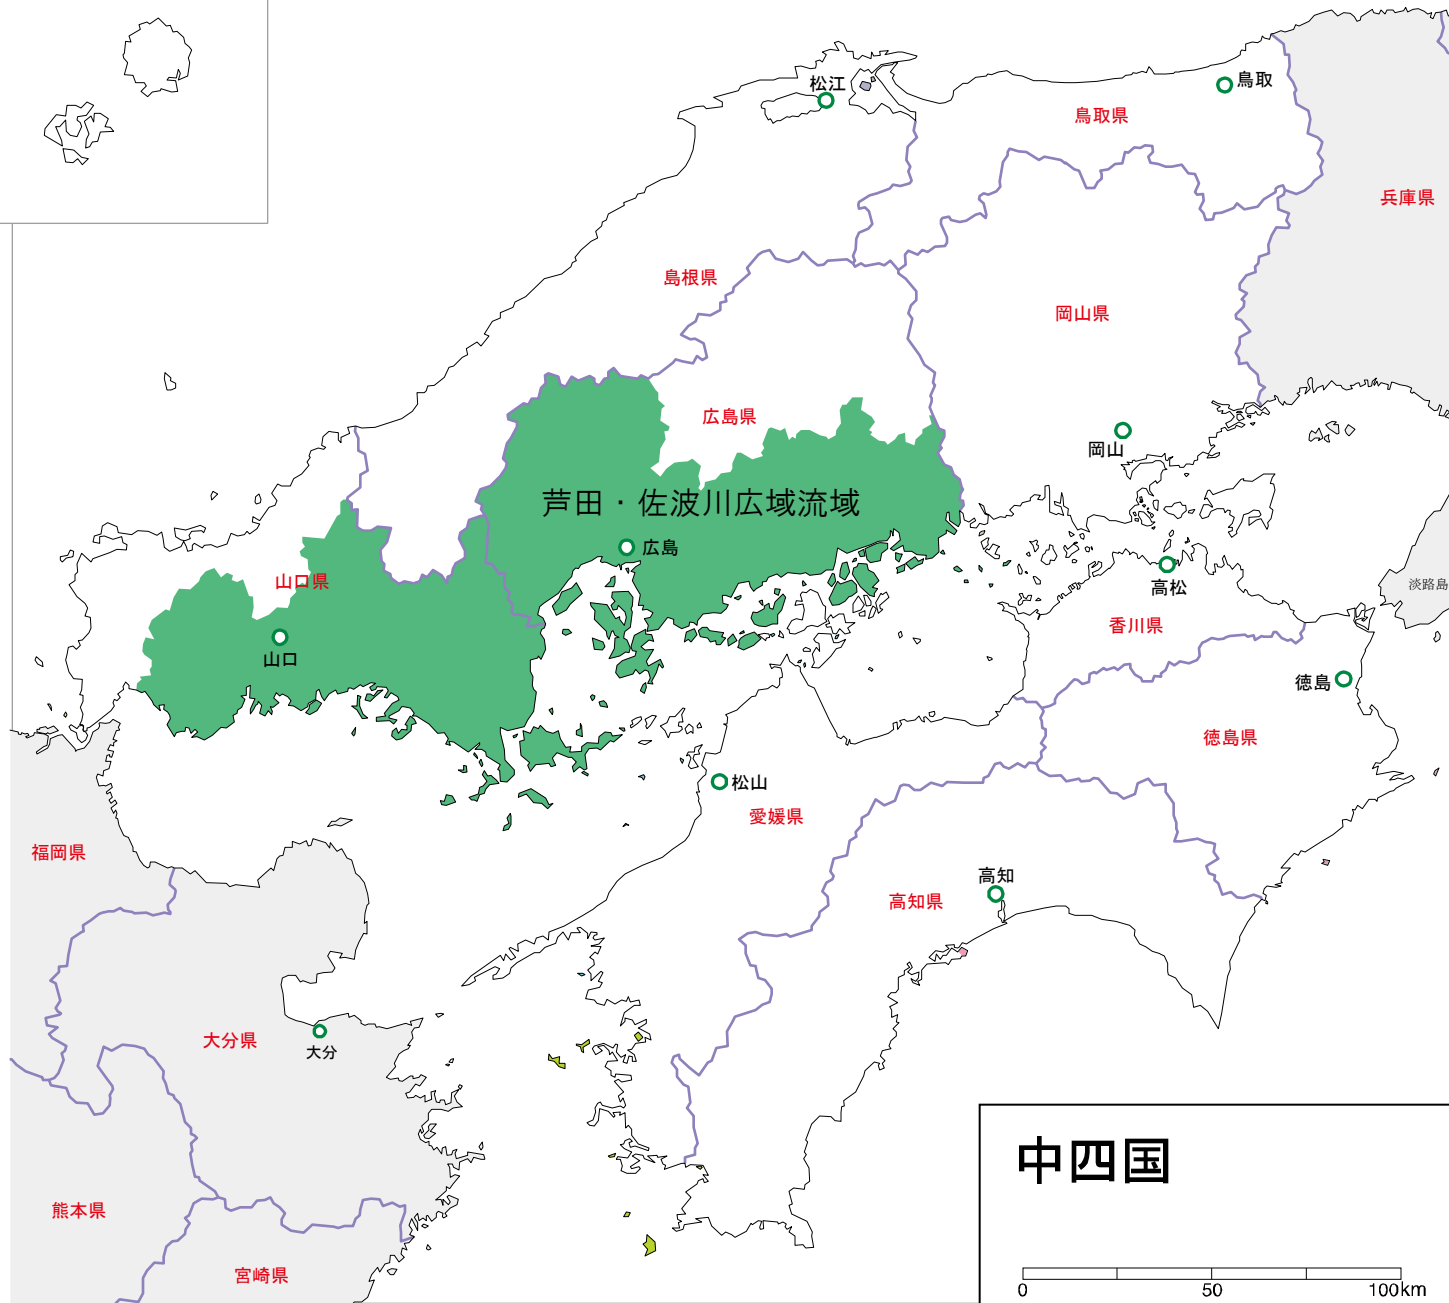 松江
鳥取
鳥取県
兵庫県
島根県
岡山県
広島県
岡山
芦田・佐波川広域流域
広島
山口県
高松
淡路島
香川県
山口
徳島
徳島県
松山
愛媛県
福岡県
高知
高知県
大分県
大分
中四国
熊本県
宮崎県
0 50 100km